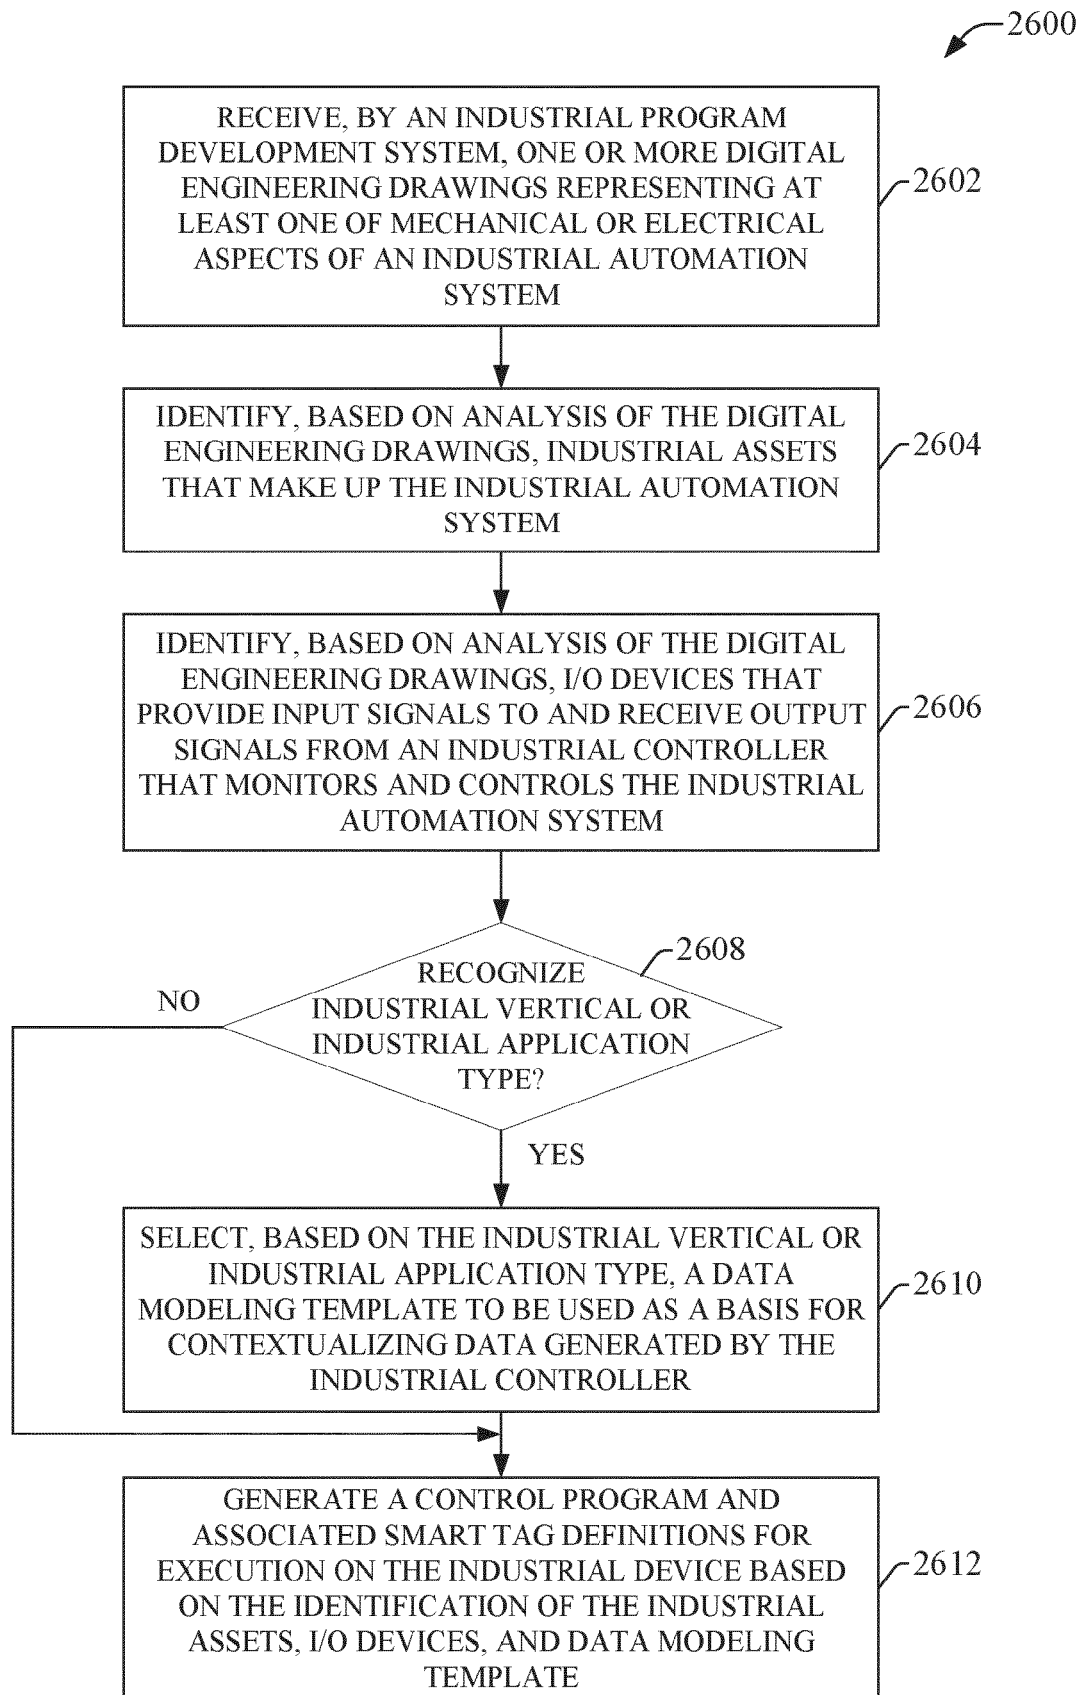 2600
RECEIVE, BY AN INDUSTRIAL PROGRAM
DEVELOPMENT SYSTEM, ONE OR MORE DIGITAL
ENGINEERING DRAWINGS REPRESENTING AT
LEAST ONE OF MECHANICAL OR ELECTRICAL
ASPECTS OF AN INDUSTRIAL AUTOMATION
SYSTEM
2602
IDENTIFY, BASED ON ANALYSIS OF THE DIGITAL
ENGINEERING DRAWINGS, INDUSTRIAL ASSETS
THAT MAKE UP THE INDUSTRIAL AUTOMATION
SYSTEM
2604
IDENTIFY, BASED ON ANALYSIS OF THE DIGITAL
ENGINEERING DRAWINGS, I/O DEVICES THAT
PROVIDE INPUT SIGNALS TO AND RECEIVE OUTPUT
SIGNALS FROM AN INDUSTRIAL CONTROLLER
THAT MONITORS AND CONTROLS THE INDUSTRIAL
AUTOMATION SYSTEM
2606
2608
RECOGNIZE
INDUSTRIAL VERTICAL OR
INDUSTRIAL APPLICATION
TYPE?
NO
YES
SELECT, BASED ON THE INDUSTRIAL VERTICAL OR
INDUSTRIAL APPLICATION TYPE, A DATA
MODELING TEMPLATE TO BE USED AS A BASIS FOR
CONTEXTUALIZING DATA GENERATED BY THE
INDUSTRIAL CONTROLLER
2610
GENERATE A CONTROL PROGRAM AND
ASSOCIATED SMART TAG DEFINITIONS FOR
EXECUTION ON THE INDUSTRIAL DEVICE BASED
ON THE IDENTIFICATION OF THE INDUSTRIAL
ASSETS, I/O DEVICES, AND DATA MODELING
TEMPLATE
2612